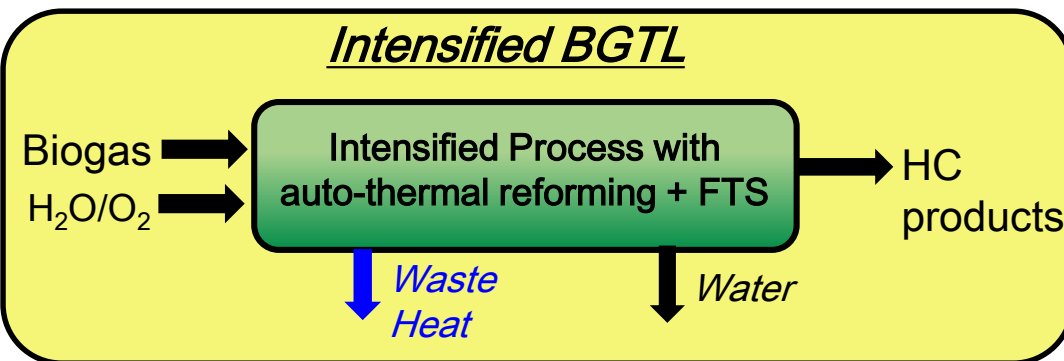 Intensified BGTL
Biogas
H₂O/O₂
Intensified Process with
auto-thermal reforming + FTS
HC
products
Waste
Heat
Water